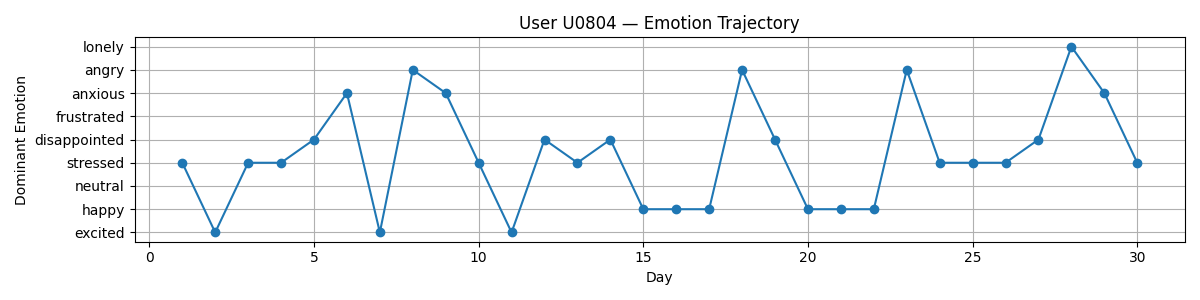 User U0804 — Emotion Trajectory
Dominant Emotion
lonely
angry
anxious
frustrated
disappointed
stressed
neutral
happy
excited
0 5 10 15 20 25 30
Day